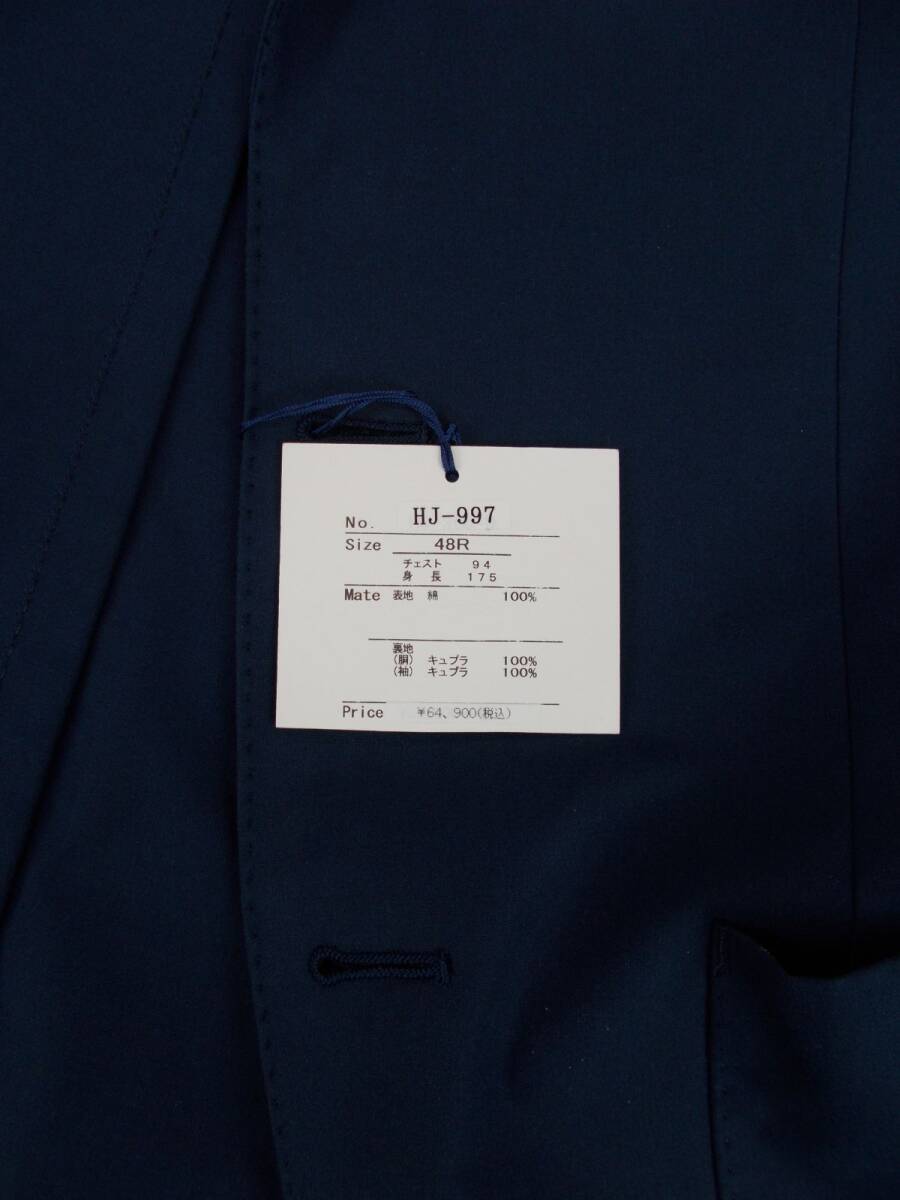 No. HJ-997
Size 48R
チェスト 94
身長 175
Mate 表地 綿 100%
裏地
(胴) キュプラ 100%
(袖) キュプラ 100%
Price ¥64、900(税込)